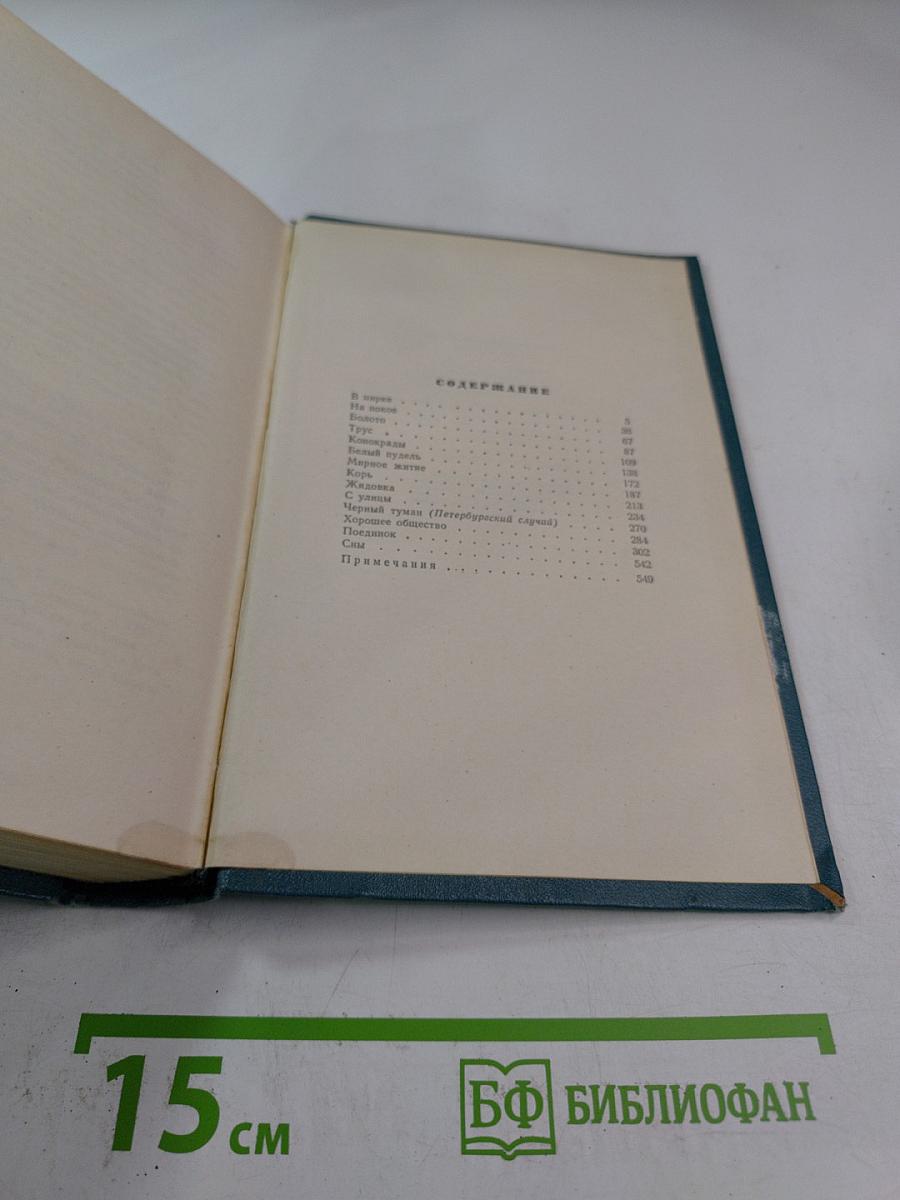 СОДЕРЖАНИЕ
В цирке . . . . . . . . . . . . . . . 5
На покое . . . . . . . . . . . . . . . 38
Болото . . . . . . . . . . . . . . . 67
Трус . . . . . . . . . . . . . . . 87
Конокрады . . . . . . . . . . . . . . . 109
Белый пудель . . . . . . . . . . . . . . . 138
Мирное житие . . . . . . . . . . . . . . . 172
Корь . . . . . . . . . . . . . . . 187
Жидовка . . . . . . . . . . . . . . . 213
С улицы . . . . . . . . . . . . . . . 234
Черный туман (Петербургский случай) . . . . 270
Хорошее общество . . . . . . . . . . . . 284
Поединок . . . . . . . . . . . . . . . 302
Сны . . . . . . . . . . . . . . . 542
Примечания . . . . . . . . . . . . . . 549
15 см
БФ БИБЛИОФАН